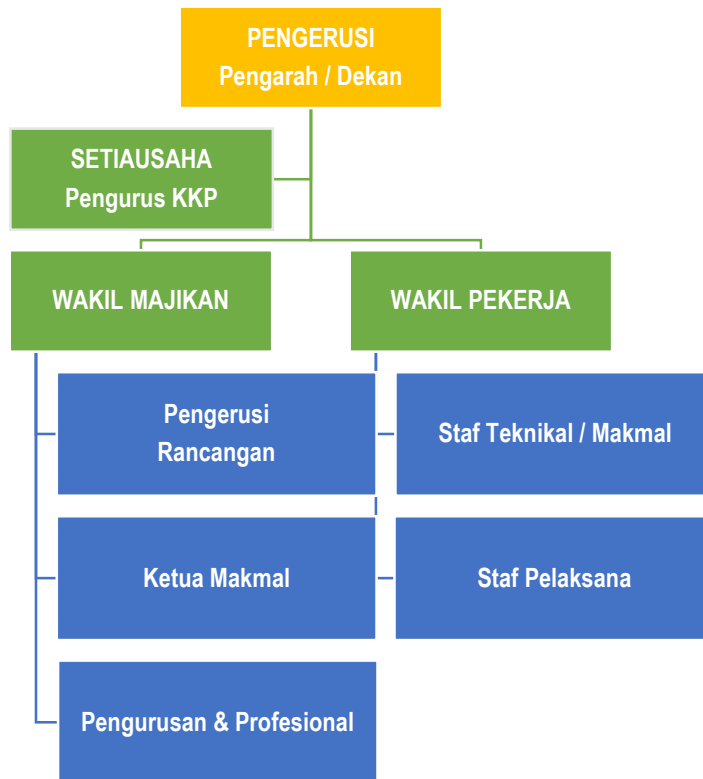 PENGERUSI
Pengarah / Dekan
SETIAUSAHA
Pengurus KKP
WAKIL MAJIKAN
WAKIL PEKERJA
Pengerusi
Rancangan
Staf Teknikal / Makmal
Ketua Makmal
Staf Pelaksana
Pengurusan & Profesional